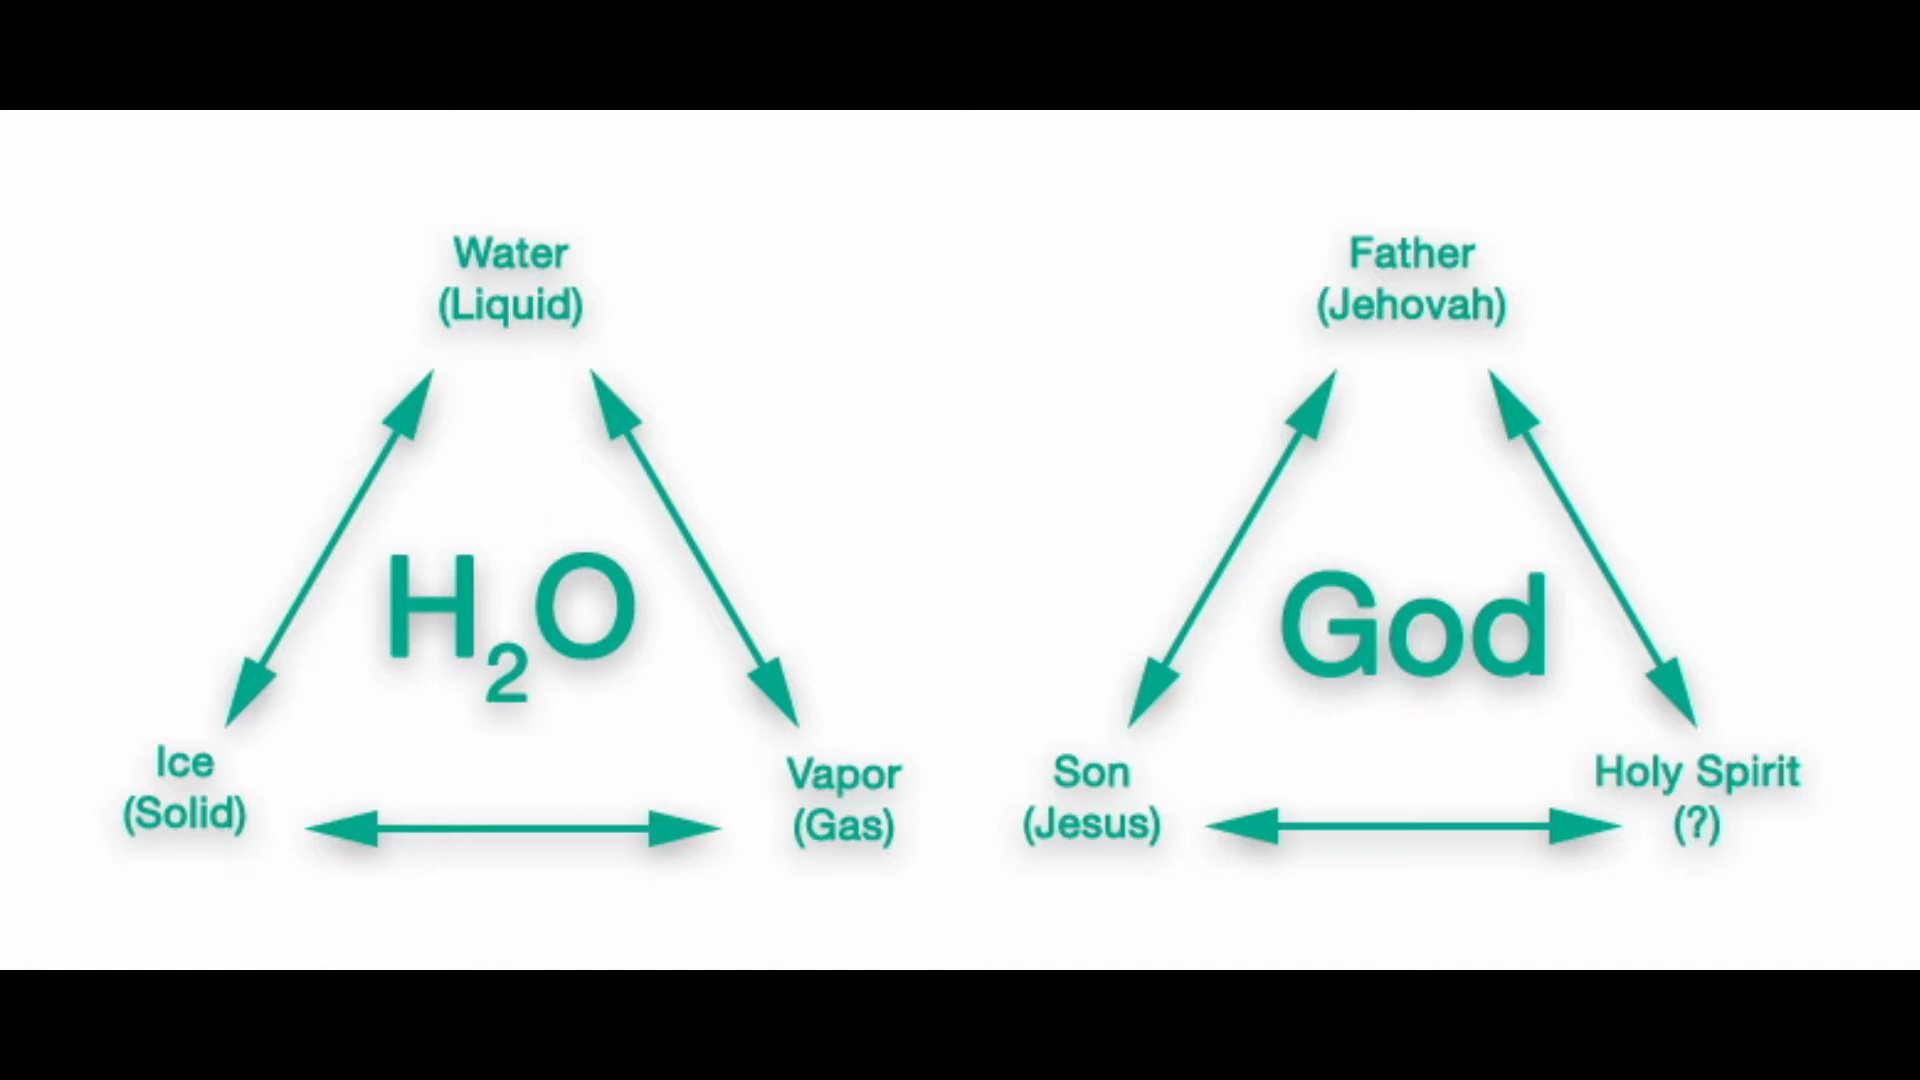 Water
(Liquid)
H₂O
Ice
(Solid)
Vapor
(Gas)
Father
(Jehovah)
God
Son
(Jesus)
Holy Spirit
(?)